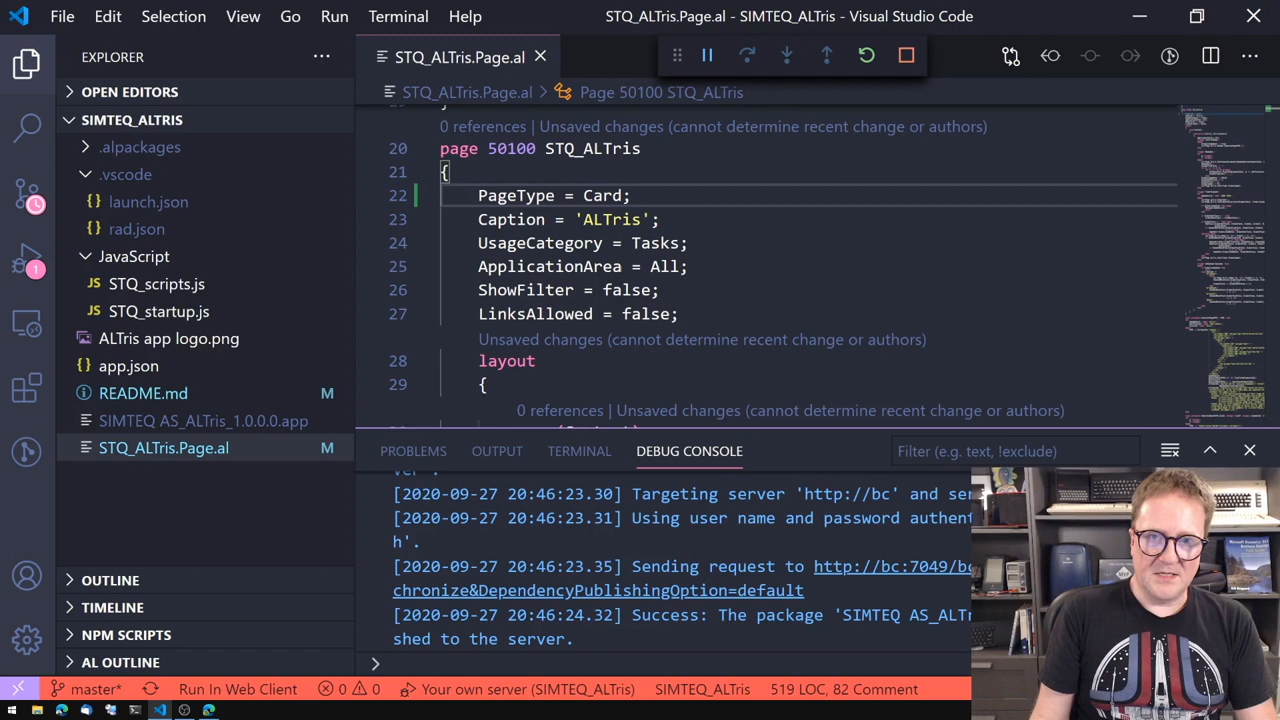 File Edit Selection View Go Run Terminal Help STQ_ALTris.Page.al - SIMTEQ_ALTris - Visual Studio Code
EXPLORER
OPEN EDITORS
SIMTEQ_ALTRIS
.alpackages
.vscode
launch.json
rad.json
JavaScript
STQ_scripts.js
STQ_startup.js
ALTris app logo.png
app.json
README.md M
SIMTEQ AS_ALTris_1.0.0.0.app
STQ_ALTris.Page.al M
OUTLINE
TIMELINE
NPM SCRIPTS
AL OUTLINE
1
STQ_ALTris.Page.al
STQ_ALTris.Page.al > Page 50100 STQ_ALTris
0 references | Unsaved changes (cannot determine recent change or authors)
20 page 50100 STQ_ALTris
21 {
22 PageType = Card;
23 Caption = 'ALTris';
24 UsageCategory = Tasks;
25 ApplicationArea = All;
26 ShowFilter = false;
27 LinksAllowed = false;
Unsaved changes (cannot determine recent change or authors)
28 layout
29 {
0 references | Unsaved changes (cannot determine recent change or authors)
PROBLEMS OUTPUT TERMINAL DEBUG CONSOLE Filter (e.g. text, !exclude)
[2020-09-27 20:46:23.30] Targeting server 'http://bc' and ser
[2020-09-27 20:46:23.31] Using user name and password authent
h'.
[2020-09-27 20:46:23.35] Sending request to http://bc:7049/bc
chronize&DependencyPublishingOption=default
[2020-09-27 20:46:24.32] Success: The package 'SIMTEQ AS_ALTr
shed to the server.
master* Run In Web Client 0 0 Your own server (SIMTEQ_ALTris) SIMTEQ_ALTris 519 LOC, 82 Comment